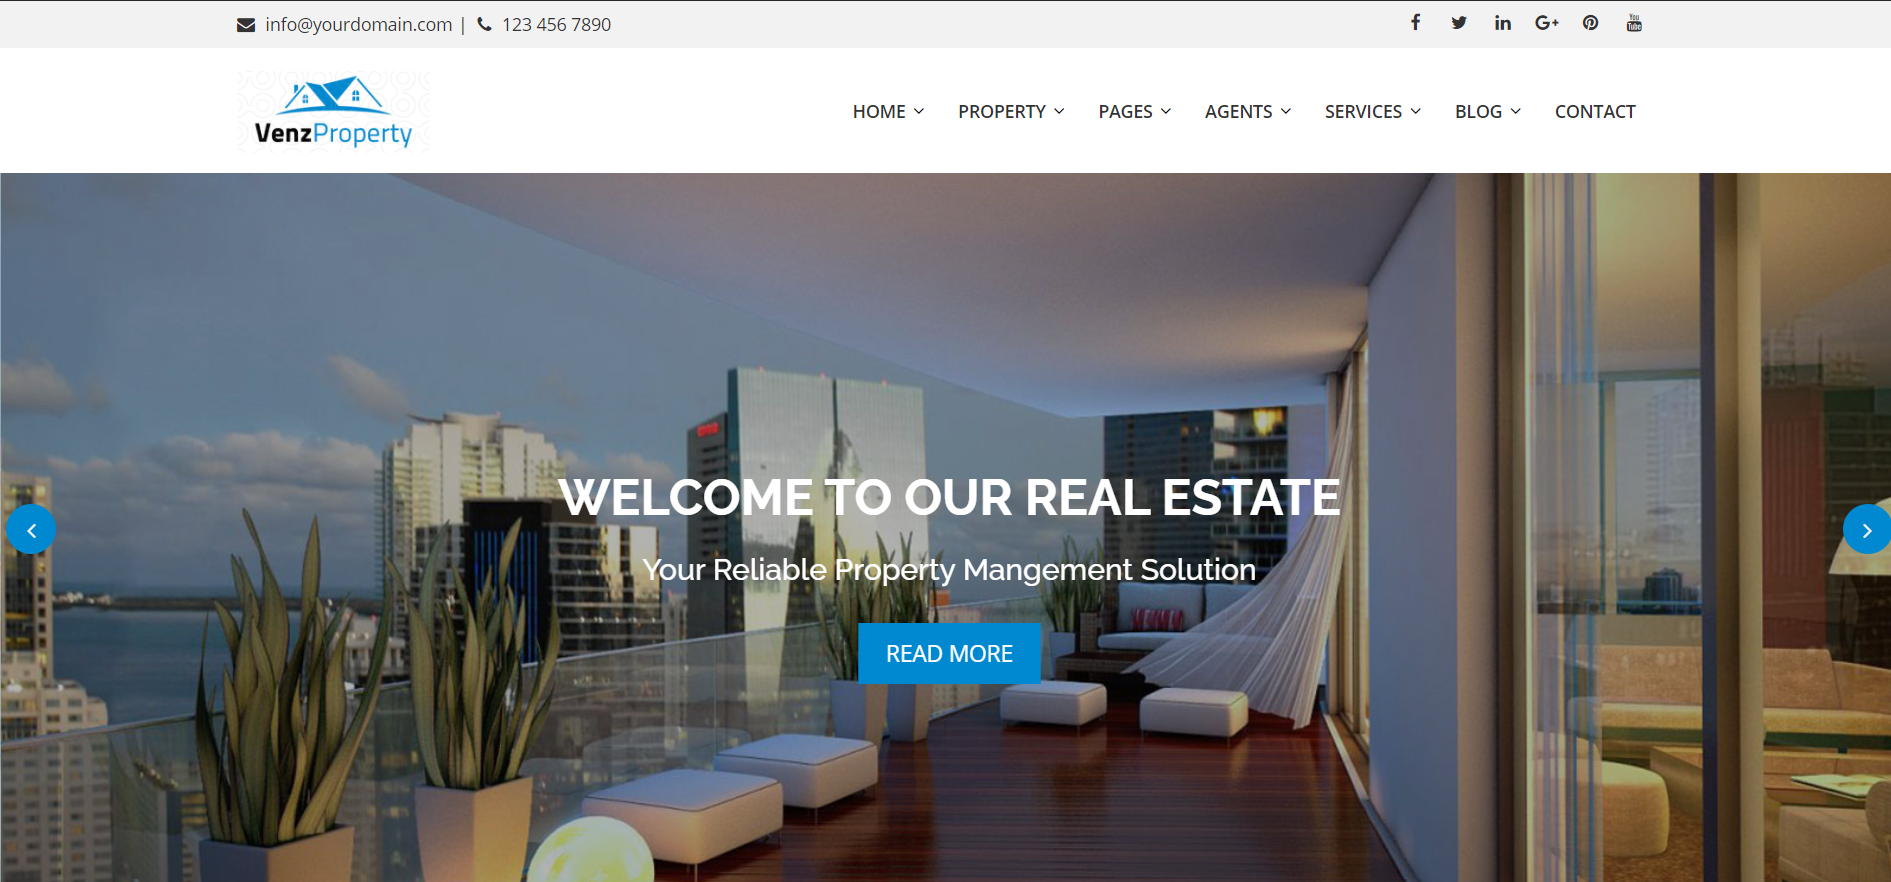 info@yourdomain.com | 123 456 7890
VenzProperty
HOME PROPERTY PAGES AGENTS SERVICES BLOG CONTACT
WELCOME TO OUR REAL ESTATE
Your Reliable Property Mangement Solution
READ MORE